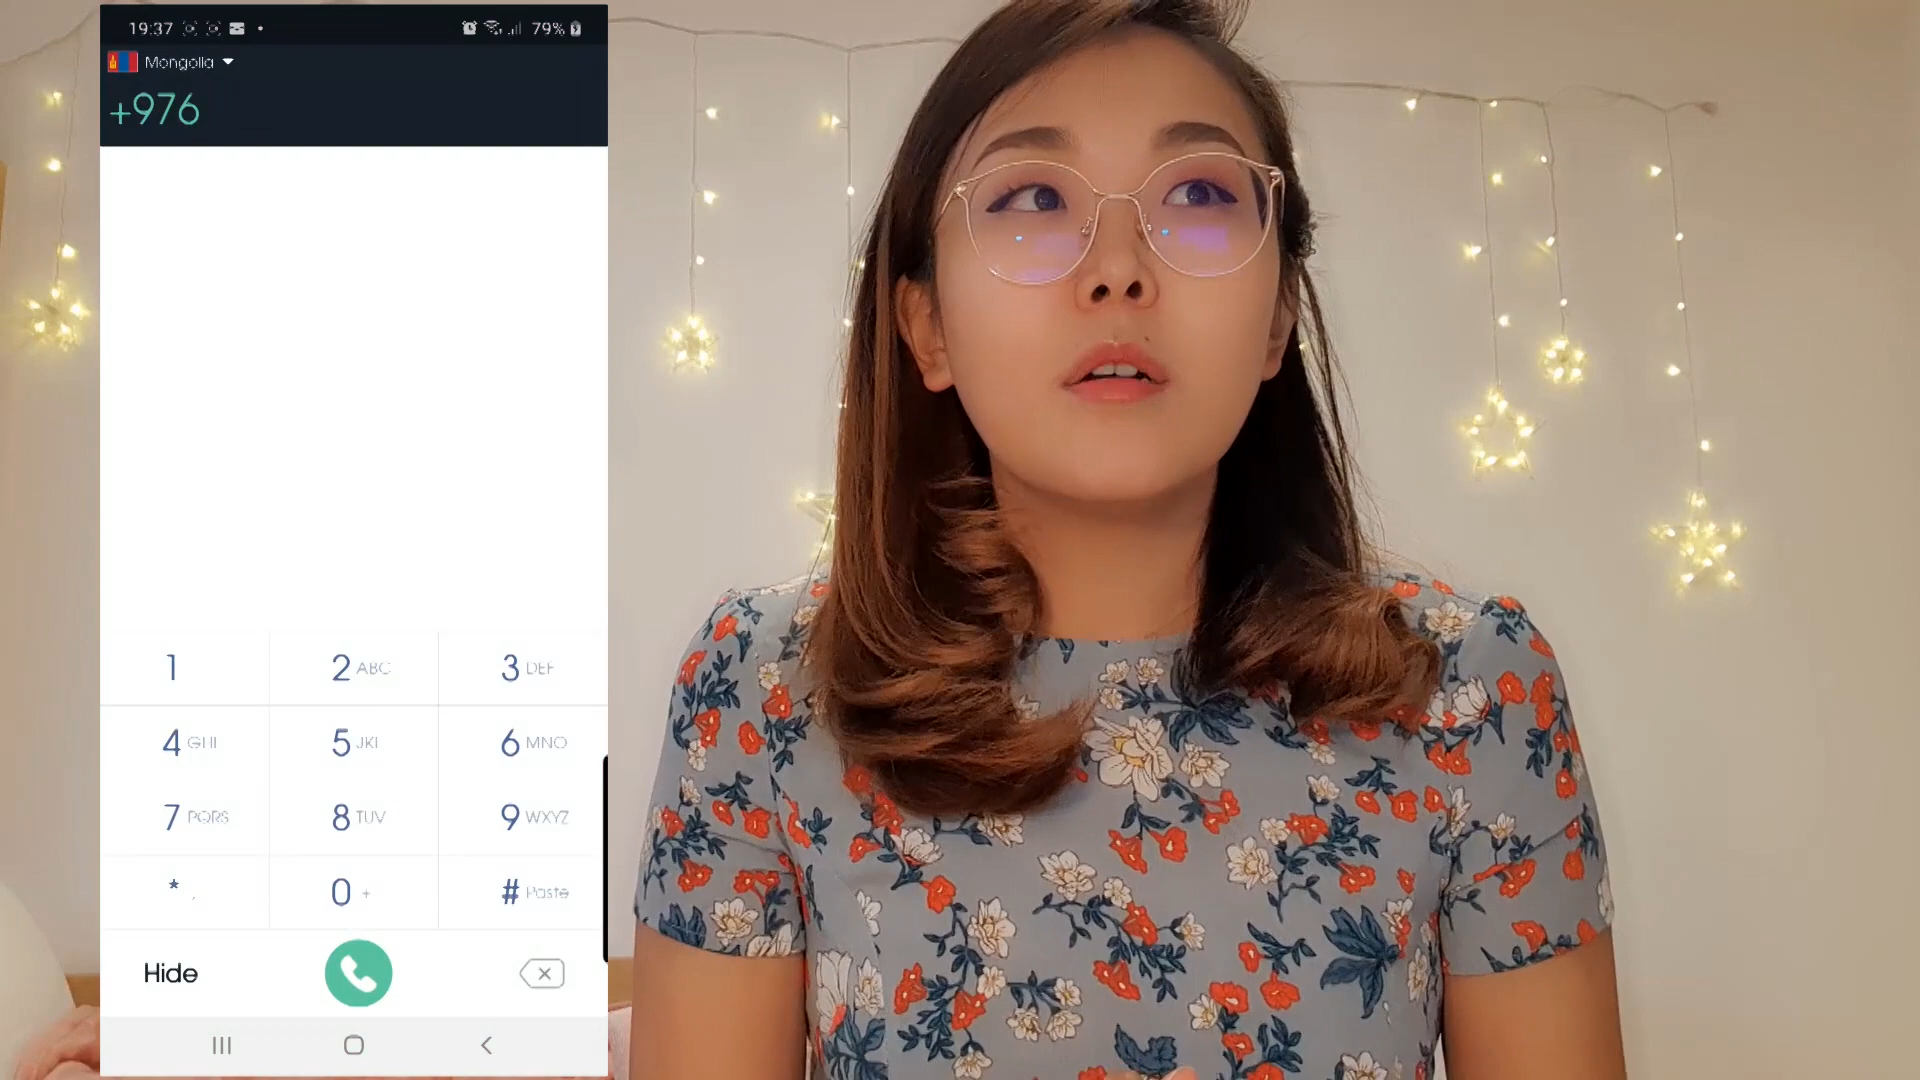 19:37 79%
Mongolia
+976
1
2 ABC
3 DEF
4 GHI
5 JKL
6 MNO
7 PQRS
8 TUV
9 WXYZ
* ,
0 +
# Paste
Hide